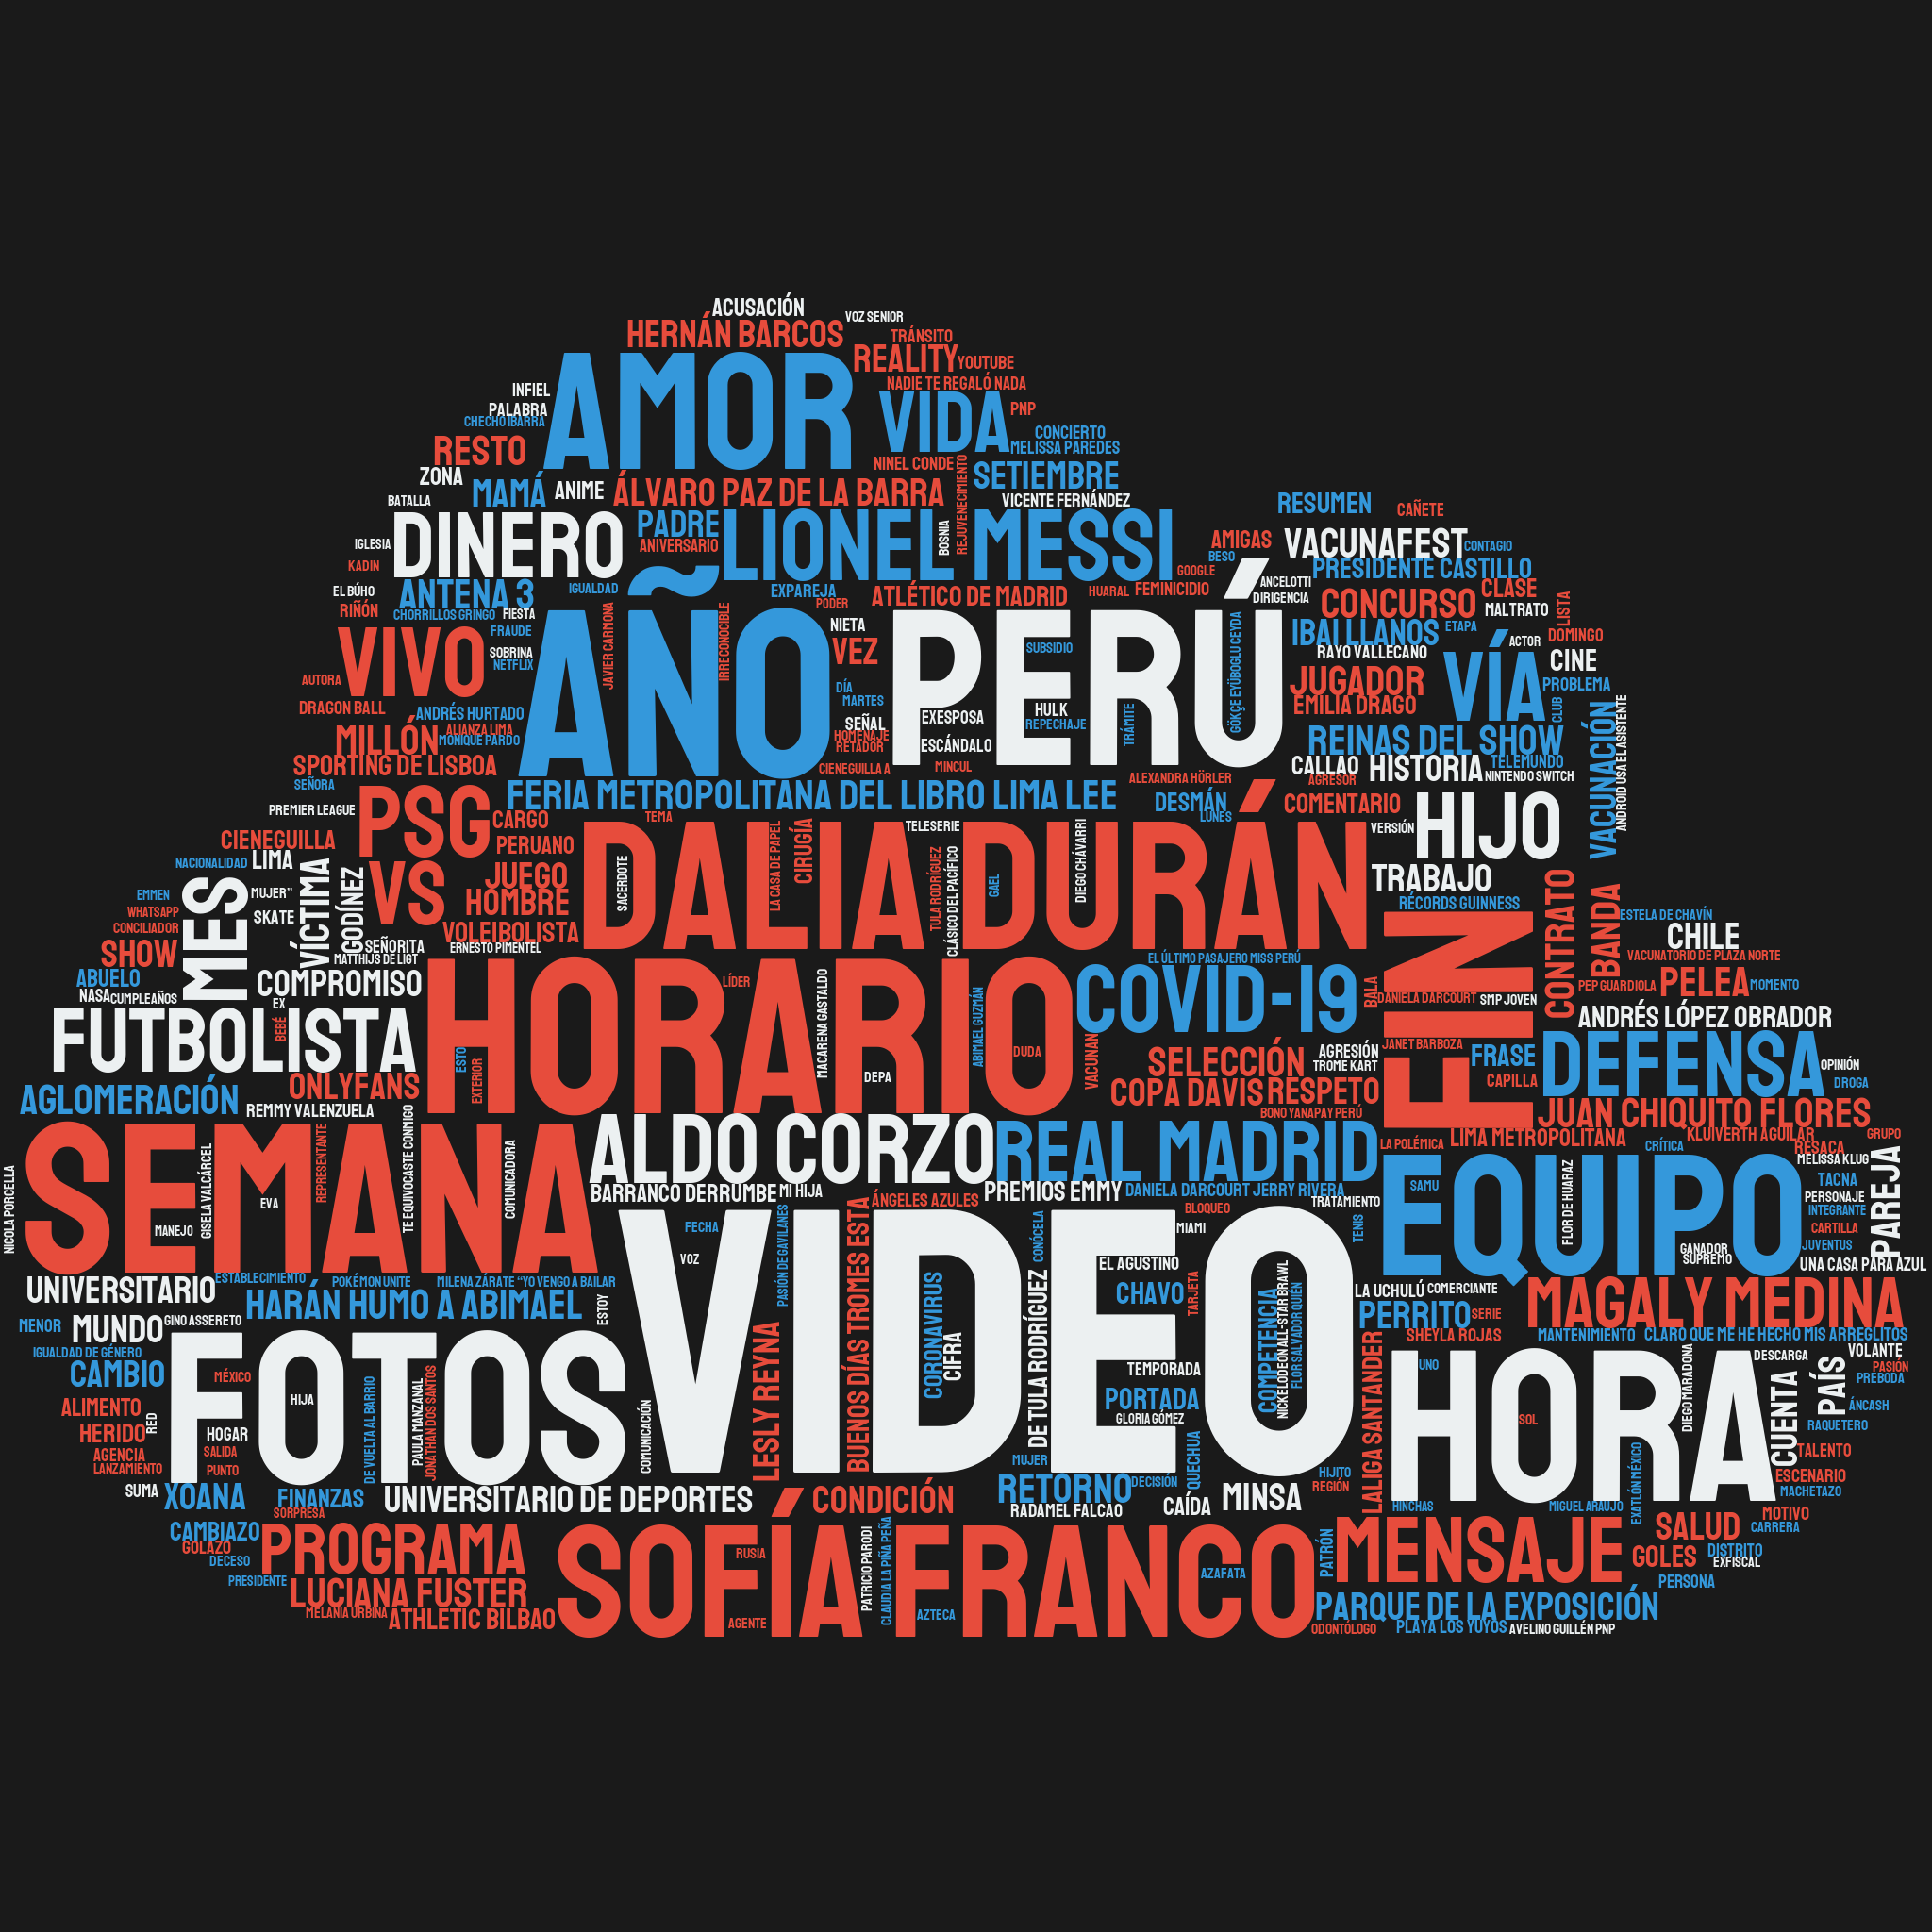 ACUSACIÓN
VOZ SENIOR
HERNÁN BARCOS
TRÁNSITO
REALITY
YOUTUBE
AMOR
NADIE TE REGALÓ NADA
INFIEL
VIDA
PNP
PALABRA
CHECHO IBARRA
CONCIERTO
RESTO
MELISSA PAREDES
NINEL CONDE
ZONA
SETIEMBRE
REJUVENECIMIENTO
MAMÁ
ANIME
ÁLVARO PAZ DE LA BARRA
BATALLA
VICENTE FERNÁNDEZ
RESUMEN
CAÑETE
DINERO
PADRE
LIONEL MESSI
BOSNIA
AMIGAS
VACUNAFEST
CONTAGIO
IGLESIA
ANIVERSARIO
BESO
KADIN
GOOGLE
PRESIDENTE CASTILLO
EL BÚHO
ANTENA 3
IGUALDAD
EXPAREJA
ATLÉTICO DE MADRID
HUARAL
FEMINICIDIO
ANCELOTTI
DIRIGENCIA
CLASE
RIÑÓN
CHORRILLOS GRINGO
FIESTA
PODER
CONCURSO
MALTRATO
LISTA
VIVO
FRAUDE
AÑO
JAVIER CARMONA
IRRECONOCIBLE
NIETA
PERÚ
SUBSIDIO
GÖKÇE EYÜBOGLU CEYDA
IBAI LLANOS
ETAPA
ACTOR
DOMINGO
SOBRINA
NETFLIX
VEZ
RAYO VALLECANO
VÍA
CINE
AUTORA
JUGADOR
PROBLEMA
DRAGON BALL
ANDRÉS HURTADO
DÍA
MARTES
EXESPOSA
HULK
REPECHAJE
TRÁMITE
EMILIA DRAGO
CLUB
VACUNACIÓN
ANDROID USA EL ASISTENTE
MILLÓN
ALIANZA LIMA
MONIQUE PARDO
SEÑAL
HOMENAJE
RETADOR
ESCÁNDALO
REINAS DEL SHOW
SPORTING DE LISBOA
CIENEGUILLA A
MINCUL
ALEXANDRA HÖRLER
CALLAO
HISTORIA
TELEMUNDO
NINTENDO SWITCH
AGRESOR
SEÑORA
FERIA METROPOLITANA DEL LIBRO LIMA LEE
DESMÁN
LUNES
COMENTARIO
HIJO
PREMIER LEAGUE
PSG
CARGO
TEMA
DALIA DURÁN
TELESERIE
VERSIÓN
CIENEGUILLA
PERUANO
LA CASA DE PAPEL
CIRUGÍA
SACERDOTE
TULA RODRÍGUEZ
CLÁSICO DEL PACÍFICO
GAEL
DIEGO CHÁVARRI
NACIONALIDAD
LIMA
VÍCTIMA
GODÍNEZ
VS
JUEGO
HOMBRE
TRABAJO
EMMEN
MES
MUJER"
RÉCORDS GUINNESS
CONTRATO
BANDA
WHATSAPP
SKATE
ESTELA DE CHAVÍN
CONCILIADOR
VOLEIBOLISTA
FIN
CHILE
SHOW
SEÑORITA
MATTHIJS DE LIGT
ERNESTO PIMENTEL
EL ÚLTIMO PASAJERO MISS PERÚ
VACUNATORIO DE PLAZA NORTE
ABUELO
COMPROMISO
HORARIO
LÍDER
MACARENA GASTALDO
ABIMAEL GUZMÁN
COVID-19
BALA
DANIELA DARCOURT
SMP JOVEN
PEP GUARDIOLA
PELEA
MOMENTO
NASA
CUMPLEAÑOS
EX
BEBÉ
FUTBOLISTA
ANDRÉS LÓPEZ OBRADOR
ESTO
EXTERIOR
DUDA
DEPA
VACUNAN
SELECCIÓN
AGRESIÓN
TROME KART
JANET BARBOZA
FRASE
DEFENSA
OPINIÓN
DROGA
AGLOMERACIÓN
ONLYFANS
COPA DAVIS
RESPETO
CAPILLA
REMMY VALENZUELA
BONO YANAPAY PERÚ
JUAN CHIQUITO FLORES
SEMANA
TE EQUIVOCASTE CONMIGO
REPRESENTANTE
GISELA VALCÁRCEL
EVA
MANEJO
COMUNICADORA
NICOLA PORCELLA
ALDO CORZO
REAL MADRID
LA POLÉMICA
LIMA METROPOLITANA
KLUIVERTH AGUILAR
CRÍTICA
RESACA
GRUPO
BARRANCO DERRUMBE
MI HIJA
ÁNGELES AZULES
PREMIOS EMMY
DANIELA DARCOURT JERRY RIVERA
EQUIPO
SAMU
FLOR DE HUARAZ
MELISSA KLUG
TACNA
PERSONAJE
INTEGRANTE
CARTILLA
PAREJA
TRATAMIENTO
BLOQUEO
MIAMI
TENIS
GANADOR
SUPREMO
JUVENTUS
UNA CASA PARA AZUL
VIDEO
FECHA
VOZ
PASIÓN DE GAVILANES
BUENOS DÍAS TROMES ESTA
CONÓCELA
EL AGUSTINO
CHAVO
TARJETA
UNIVERSITARIO
ESTABLECIMIENTO
POKÉMON UNITE
MILENA ZÁRATE "YO VENGO A BAILAR
HARÁN HUMO A ABIMAEL
ESTOY
LA UCHULÚ
COMERCIANTE
MAGALY MEDINA
MENOR
MUNDO
GINO ASSERETO
CORONAVIRUS
CIFRA
DE TULA RODRÍGUEZ
COMPETENCIA
NICKELODEON ALL-STAR BRAWL
FLOR SALVADOR QUIEN
PERRITO
SERIE
SHEYLA ROJAS
MANTENIMIENTO
CLARO QUE ME HE HECHO MIS ARREGLITOS
IGUALDAD DE GÉNERO
FOTOS
LESLY REYNA
LALIGA SANTANDER
HORA
UNO
DIEGO MARADONA
DESCARGA
VOLANTE
CAMBIO
MÉXICO
TEMPORADA
PAÍS
PASIÓN
PREBODA
HIJA
DE VUELTA AL BARRIO
PAULA MANZANAL
JONATHAN DOS SANTOS
COMUNICACIÓN
PORTADA
GLORIA GÓMEZ
SOL
CUENTA
ÁNCASH
ALIMENTO
RED
RAQUETERO
HERIDO
HOGAR
AGENCIA
SALIDA
MUJER
QUECHUA
TALENTO
LANZAMIENTO
PUNTO
RETORNO
DECISIÓN
HIJITO
REGIÓN
EXATLÓN MÉXICO
ESCENARIO
MACHETAZO
SUMA
XOANA
FINANZAS
UNIVERSITARIO DE DEPORTES
CONDICIÓN
RADAMEL FALCAO
CAÍDA
MINSA
HINCHAS
MIGUEL ARAUJO
MOTIVO
SORPRESA
CAMBIAZO
PROGRAMA
SOFÍA FRANCO
RUSIA
PATRICIO PARODI
CLAUDIA LA PIÑA PEÑA
AZAFATA
PATRÓN
MENSAJE
SALUD
CARRERA
GOLAZO
DECESO
GOLES
DISTRITO
EXFISCAL
PRESIDENTE
LUCIANA FUSTER
PERSONA
MELANIA URBINA
ATHLETIC BILBAO
AGENTE
AZTECA
PARQUE DE LA EXPOSICIÓN
ODONTÓLOGO
PLAYA LOS YUYOS
AVELINO GUILLÉN PNP